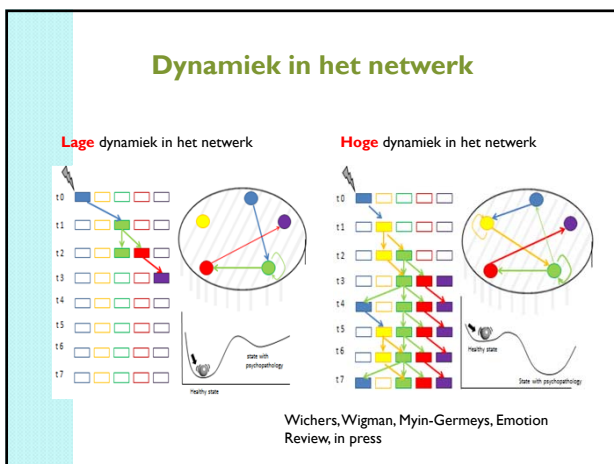 Dynamiek in het netwerk
Lage dynamiek in het netwerk
t0
t1
t2
t3
t4
t5
t6
t7
state with
psychopathology
Healthy state
Hoge dynamiek in het netwerk
t0
t1
t2
t3
t4
t5
t6
t7
Healthy state
State with psychopathology
Wichers, Wigman, Myin-Germeys, Emotion
Review, in press